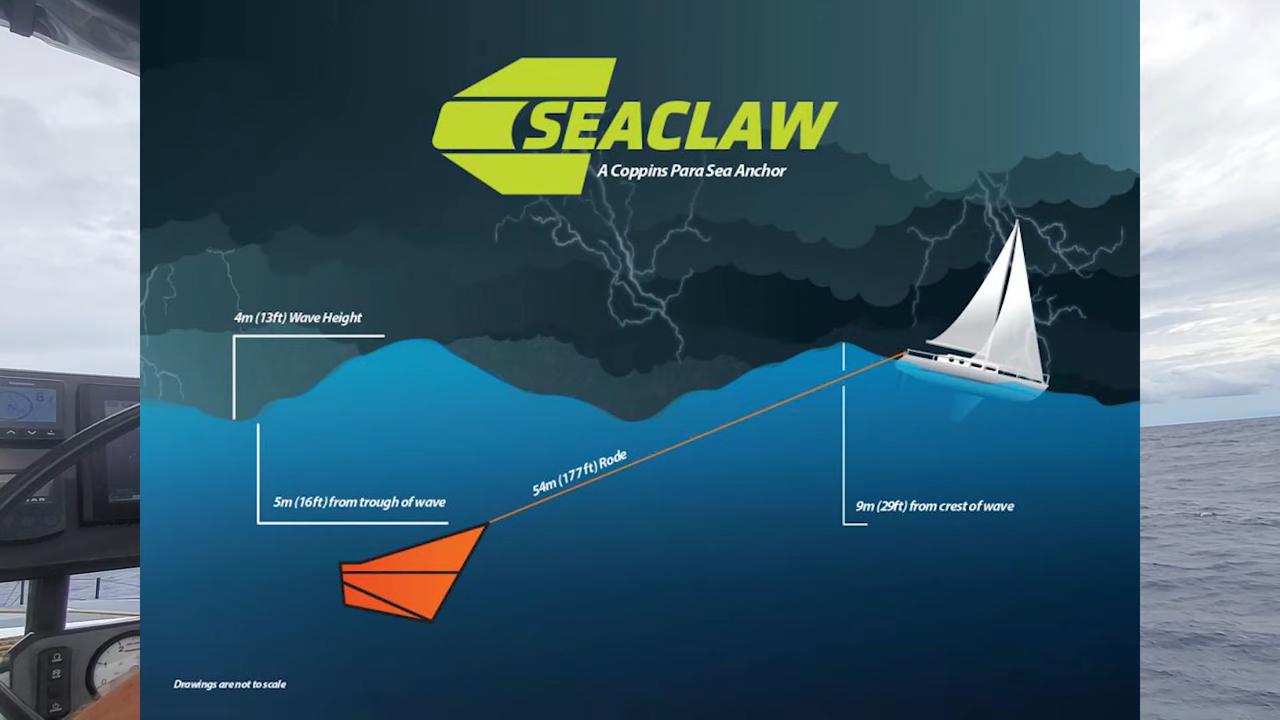 SEACLAW
A Coppins Para Sea Anchor
4m (13ft) Wave Height
54m (177ft) Rode
5m (16ft) from trough of wave
9m (29ft) from crest of wave
Drawings are not to scale